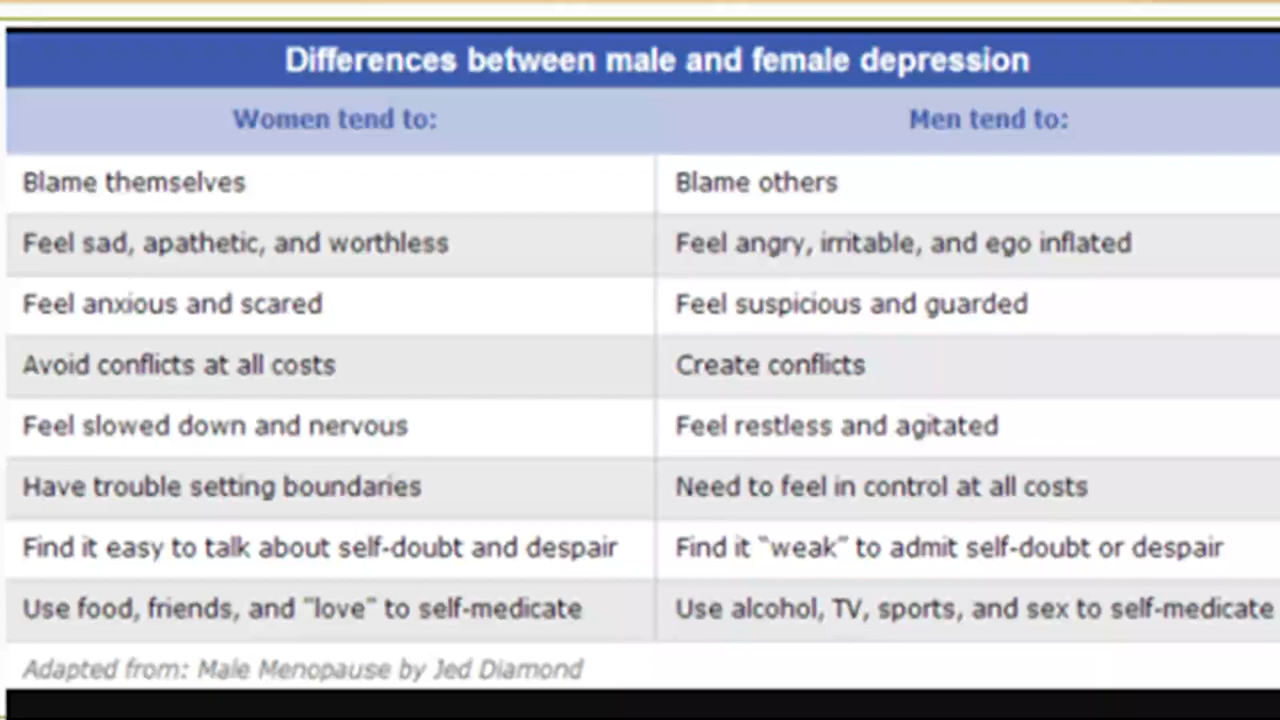 Differences between male and female depression
Women tend to: Men tend to:
Blame themselves Blame others
Feel sad, apathetic, and worthless Feel angry, irritable, and ego inflated
Feel anxious and scared Feel suspicious and guarded
Avoid conflicts at all costs Create conflicts
Feel slowed down and nervous Feel restless and agitated
Have trouble setting boundaries Need to feel in control at all costs
Find it easy to talk about self-doubt and despair Find it "weak" to admit self-doubt or despair
Use food, friends, and "love" to self-medicate Use alcohol, TV, sports, and sex to self-medicate
Adapted from: Male Menopause by Jed Diamond